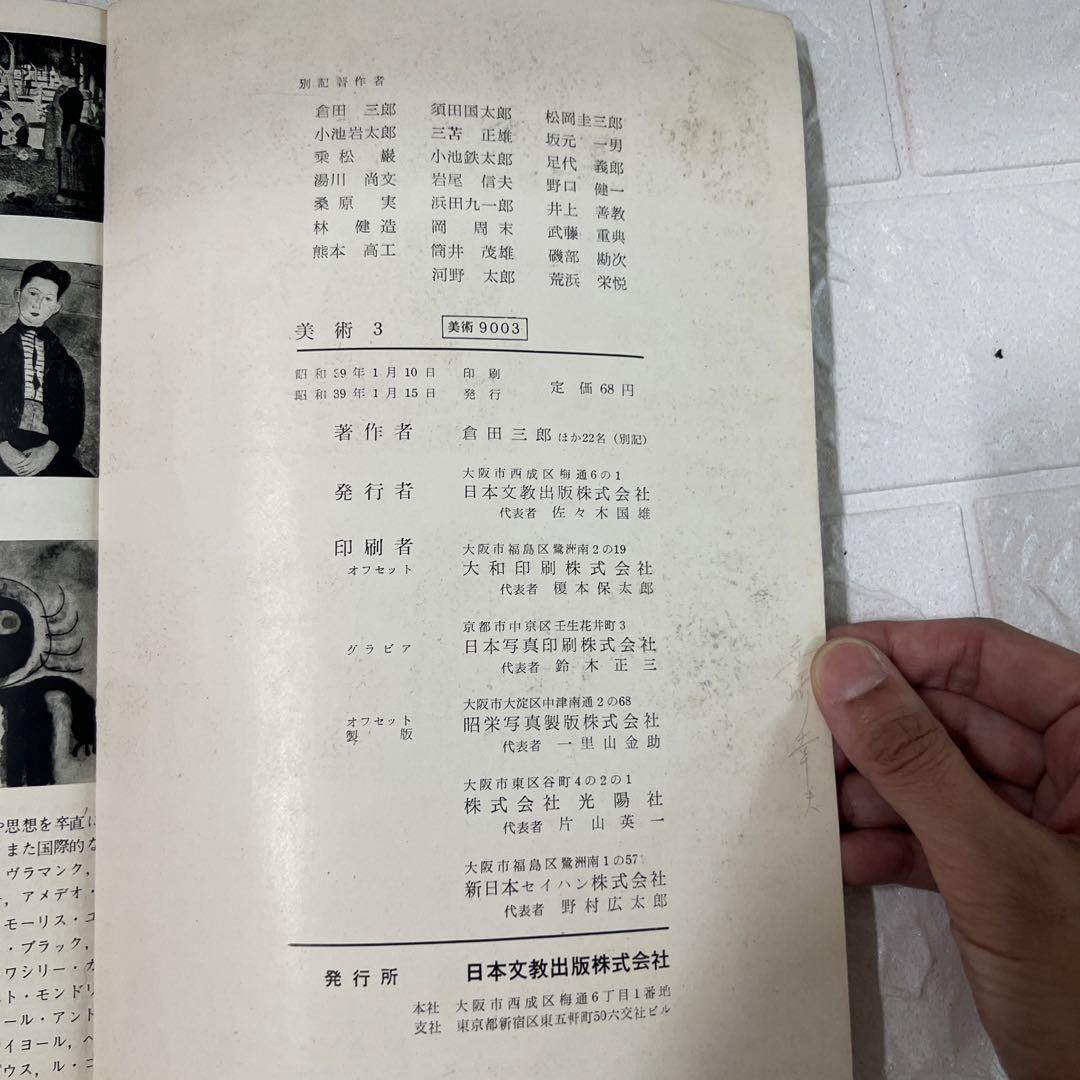 別記著作者
倉田 三郎 須田国太郎 松岡圭三郎
小池岩太郎 三苫 正雄 坂元 一男
乗松 巌 小池鉄太郎 足代 義郎
湯川 尚文 岩尾 信夫 野口 健一
桑原 実 浜田九一郎 井上 善教
林 健造 岡 周末 武藤 重典
熊本 高工 筒井 茂雄 磯部 勘次
河野 太郎 荒浜 栄悦
美術 3 美術 9003
昭和39年1月10日 印刷
昭和39年1月15日 発行
定価68円
著作者 倉田三郎 ほか22名(別記)
大阪市西成区梅通6の1
発行者 日本文教出版株式会社
代表者 佐々木国雄
印刷者 大阪市福島区鷺洲南2の19
オフセット 大和印刷株式会社
代表者 榎本保太郎
京都市中京区壬生花井町3
グラビア 日本写真印刷株式会社
代表者 鈴木正三
大阪市大淀区中津南通2の68
オフセット
製版 昭栄写真製版株式会社
代表者 一里山金助
大阪市東区谷町4の2の1
株式会社光陽社
代表者 片山英一
大阪市福島区鷺洲南1の57
新日本セイハン株式会社
代表者 野村広太郎
発行所 日本文教出版株式会社
本社 大阪市西成区梅通6丁目1番地
支社 東京都新宿区東五軒町50六交社ビル
や思想を卒直に
また国際的な
ヴラマンク,
アメデオ・
モーリス・ユ
・ブラック,
ワシリー・カ
ト・モンドリ
ール・アント
イヨール, ヘ
ウス, ル・コ
幸夫